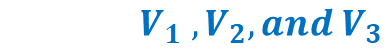 V₁ ,V₂, and V₃